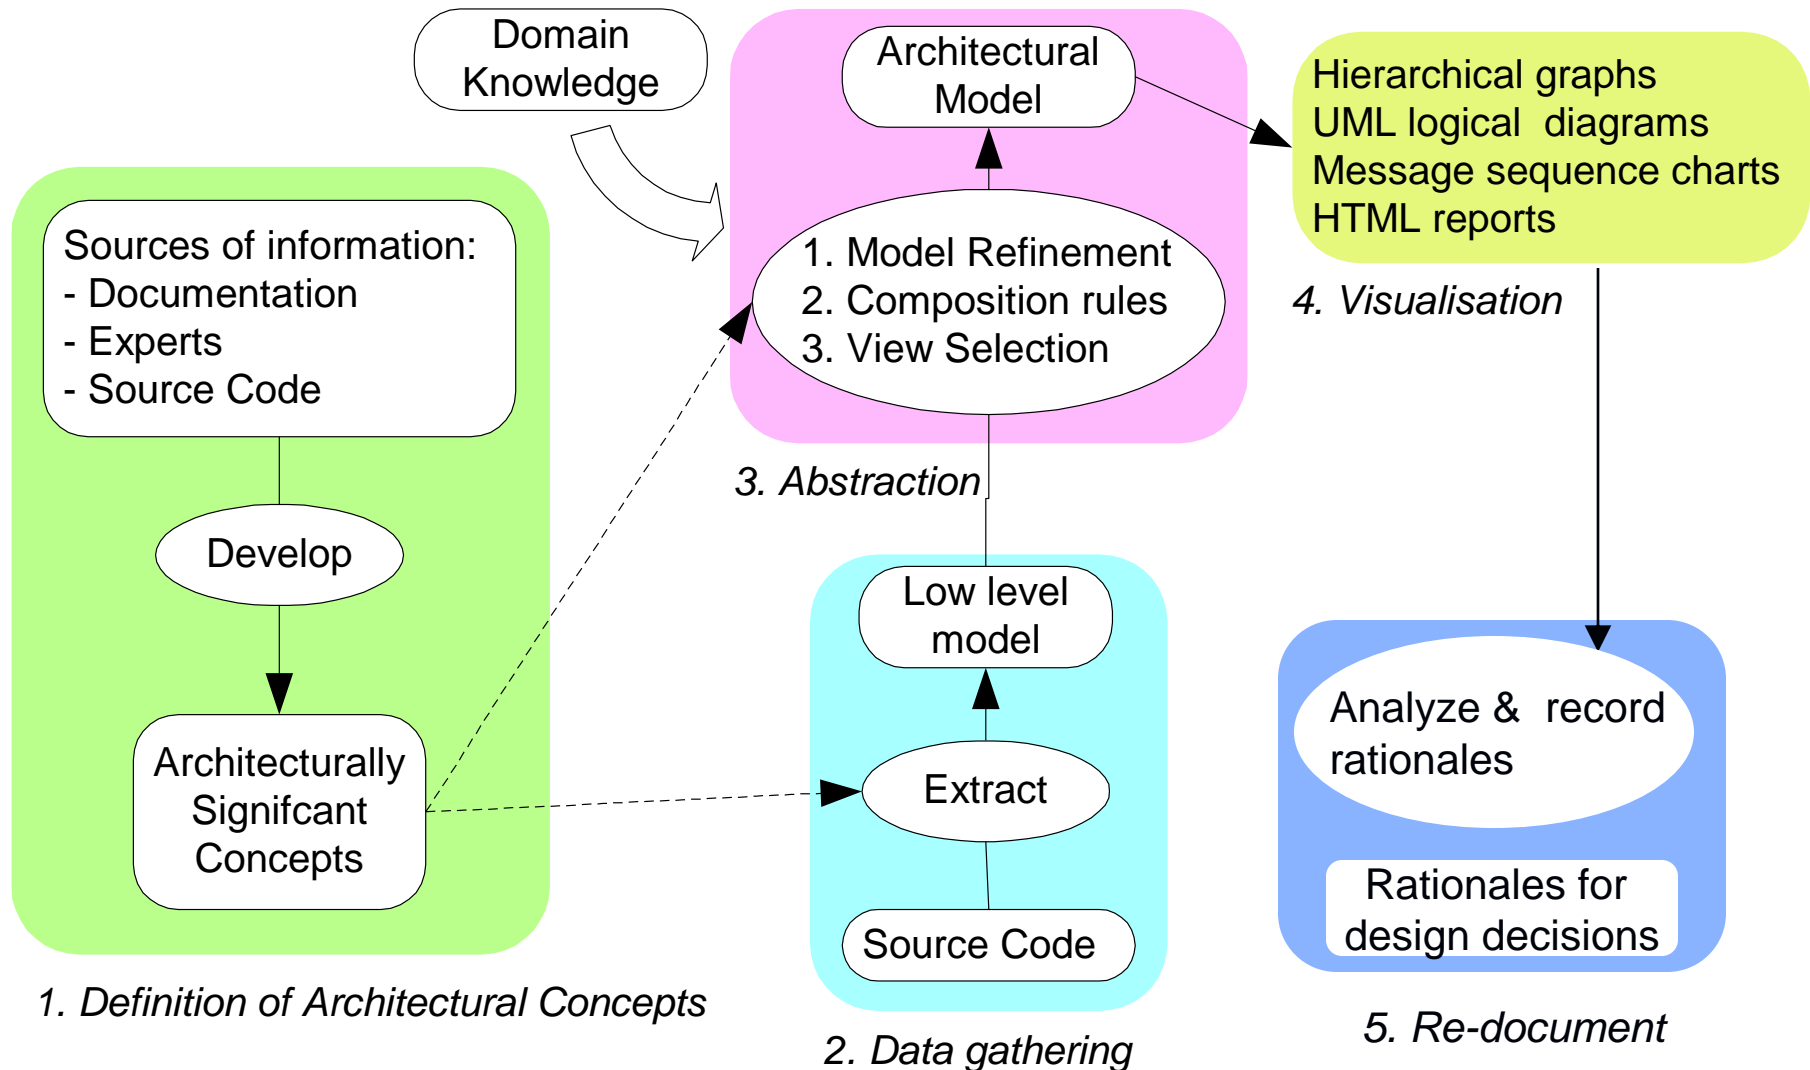 Domain
Knowledge
Architectural
Model
Hierarchical graphs
UML logical diagrams
Message sequence charts
HTML reports
4. Visualisation
Sources of information:
- Documentation
- Experts
- Source Code
Develop
Architecturally
Signifcant
Concepts
1. Definition of Architectural Concepts
1. Model Refinement
2. Composition rules
3. View Selection
3. Abstraction
Low level
model
Extract
Source Code
2. Data gathering
Analyze & record
rationales
Rationales for
design decisions
5. Re-document